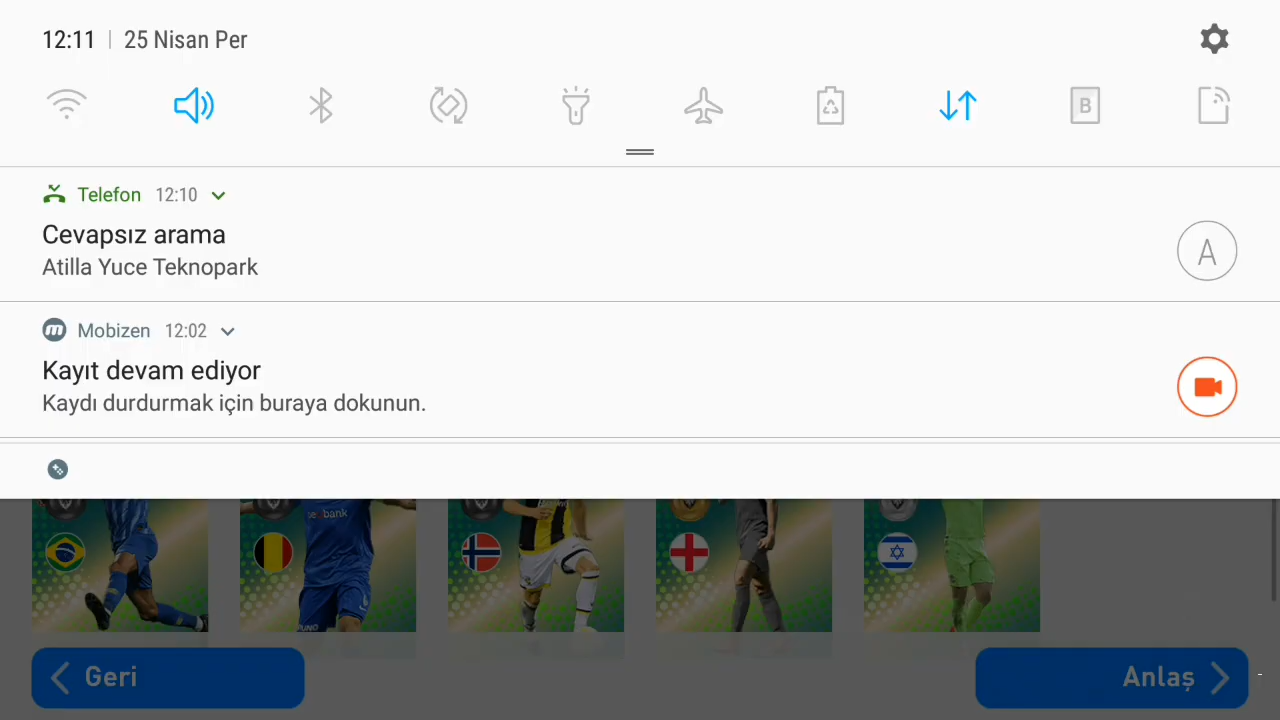 12:11 | 25 Nisan Per
B
Telefon 12:10
Cevapsız arama
Atilla Yuce Teknopark
A
m Mobizen 12:02
Kayıt devam ediyor
Kaydı durdurmak için buraya dokunun.
Geri
Anlaş